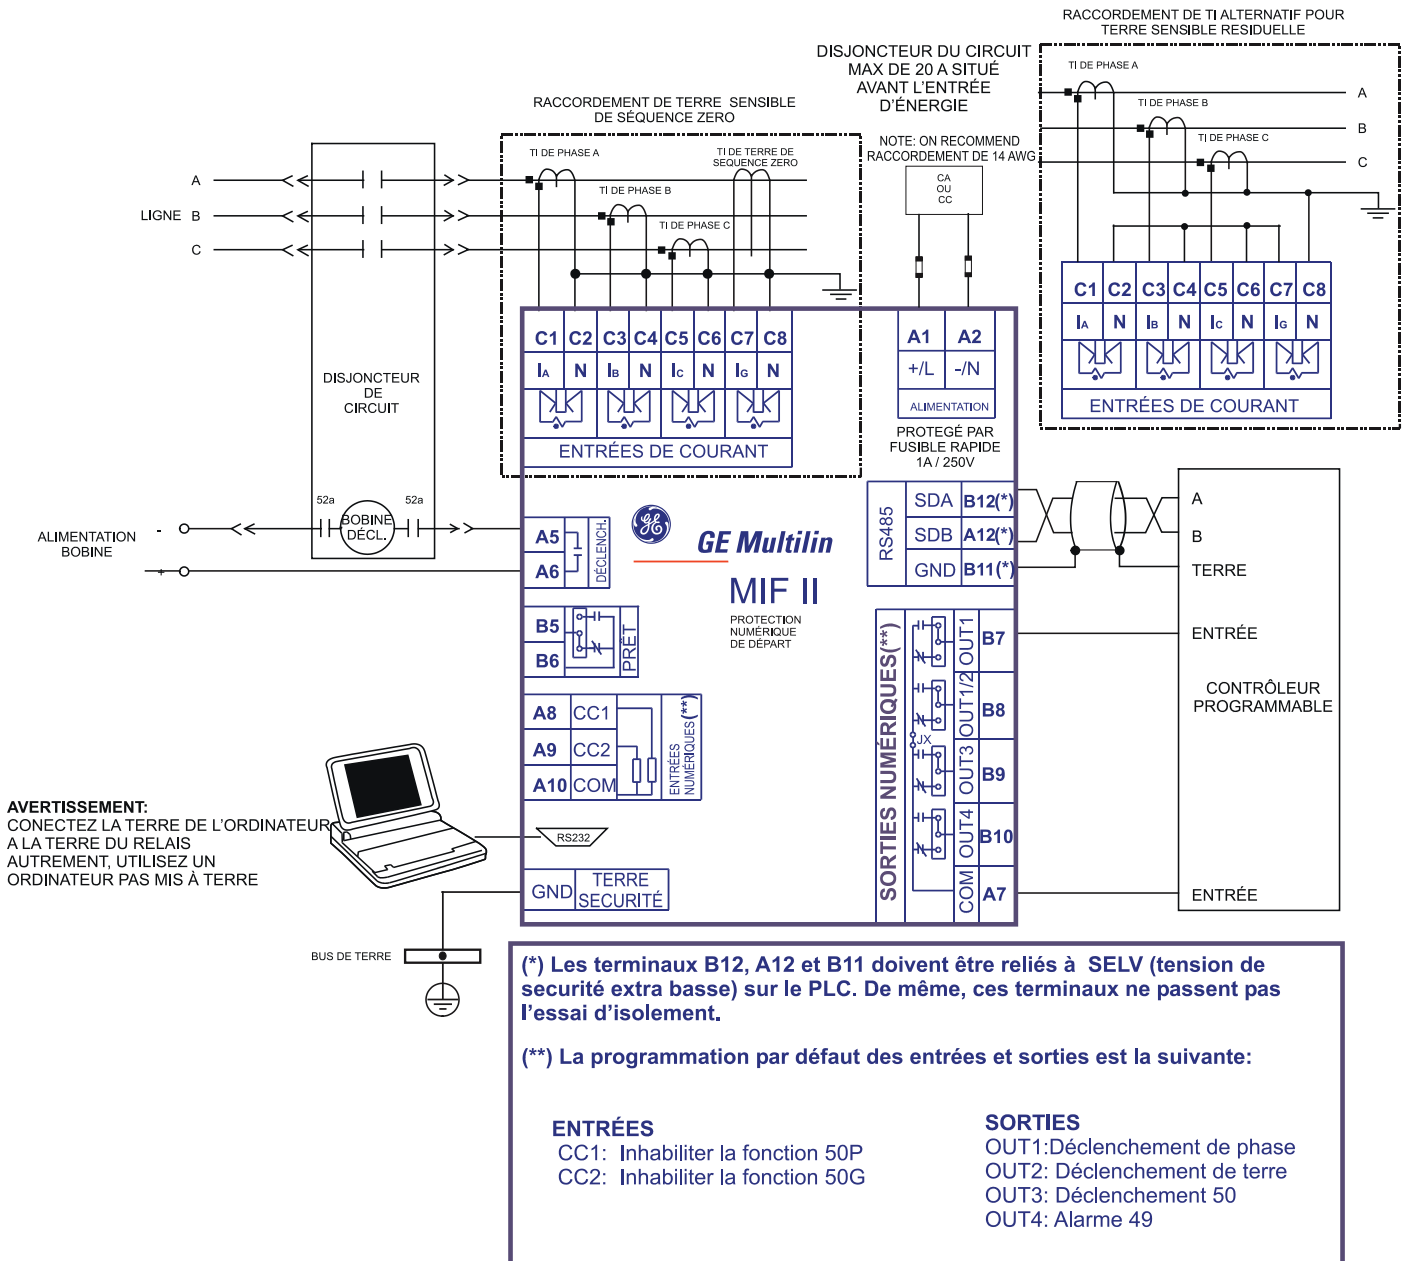 RACCORDEMENT DE TI ALTERNATIF POUR
TERRE SENSIBLE RESIDUELLE
TI DE PHASE A
TI DE PHASE B
TI DE PHASE C
A
B
C
C1 C2 C3 C4 C5 C6 C7 C8
IA N IB N IC N IG N
ENTRÉES DE COURANT
DISJONCTEUR DU CIRCUIT
MAX DE 20 A SITUÉ
AVANT L'ENTRÉE
D'ÉNERGIE
NOTE: ON RECOMMEND
RACCORDEMENT DE 14 AWG
CA
OU
CC
RACCORDEMENT DE TERRE SENSIBLE
DE SÉQUENCE ZERO
TI DE PHASE A
TI DE TERRE DE
SEQUENCE ZERO
TI DE PHASE B
TI DE PHASE C
A
LIGNE B
C
DISJONCTEUR
DE
CIRCUIT
C1 C2 C3 C4 C5 C6 C7 C8
IA N IB N IC N IG N
ENTRÉES DE COURANT
A1 A2
+/L -/N
ALIMENTATION
PROTEGÉ PAR
FUSIBLE RAPIDE
1A / 250V
52a 52a
BOBINE
DÉCL.
ALIMENTATION
BOBINE
-
+
A5
A6
DÉCLENCH.
B5
B6
PRÊT
A8 CC1
A9 CC2
A10 COM
ENTRÉES
NUMÉRIQUES(**)
RS232
GND TERRE
SECURITÉ
GE
GE Multilin
MIF II
PROTECTION
NUMÉRIQUE
DE DÉPART
RS485
SDA B12(*)
SDB A12(*)
GND B11(*)
SORTIES NUMÉRIQUES(**)
OUT1 B7
OUT1/2 B8
JX
OUT3 B9
OUT4 B10
COM A7
A
B
TERRE
ENTRÉE
CONTRÔLEUR
PROGRAMMABLE
ENTRÉE
AVERTISSEMENT:
CONECTEZ LA TERRE DE L'ORDINATEUR
A LA TERRE DU RELAIS
AUTREMENT, UTILISEZ UN
ORDINATEUR PAS MIS À TERRE
BUS DE TERRE
(*) Les terminaux B12, A12 et B11 doivent être reliés à SELV (tension de
securité extra basse) sur le PLC. De même, ces terminaux ne passent pas
l'essai d'isolement.
(**) La programmation par défaut des entrées et sorties est la suivante:
ENTRÉES
CC1: Inhabiliter la fonction 50P
CC2: Inhabiliter la fonction 50G
SORTIES
OUT1:Déclenchement de phase
OUT2: Déclenchement de terre
OUT3: Déclenchement 50
OUT4: Alarme 49